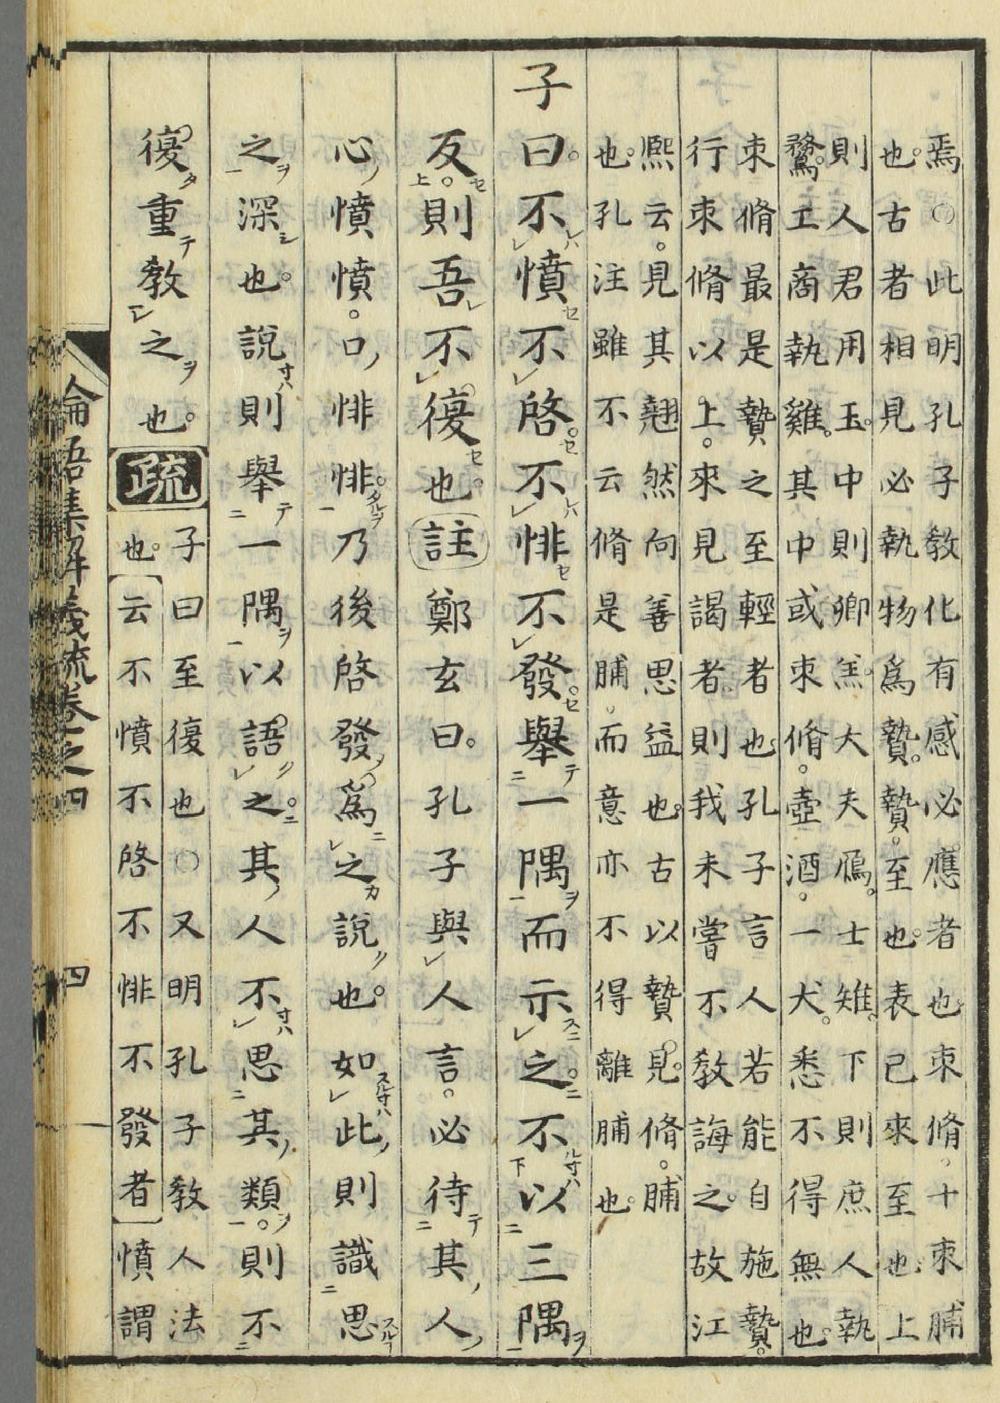 焉○此明孔子敎化有感必應者也束脩十束脯
也古者相見必執物爲贄贄至也表已來至也上
則人君用玉中則卿羔大夫鴈士雉下則庶人執
鶩工商執雞其中或束脩壺酒一犬悉不得無也
束脩最是贄之至輕者也孔子言人若能自施贄
行束脩以上來見謁者則我未嘗不敎誨之故江
熈云見其翹然向善思益也古以贄見脩脯
也孔注雖不云脩是脯而意亦不得離脯也
子曰不憤不啓不悱不發舉一隅而示之不以三隅
反則吾不復也註鄭玄曰孔子與人言必待其人
心憤憤口悱悱乃後啓發爲之說也如此則識思
之深也說則舉一隅以語之其人不思其類則不
復重敎之也疏
子曰至復也○又明孔子敎人法
也云不憤不啓不悱不發者憤謂
論語集解義疏卷之四
四